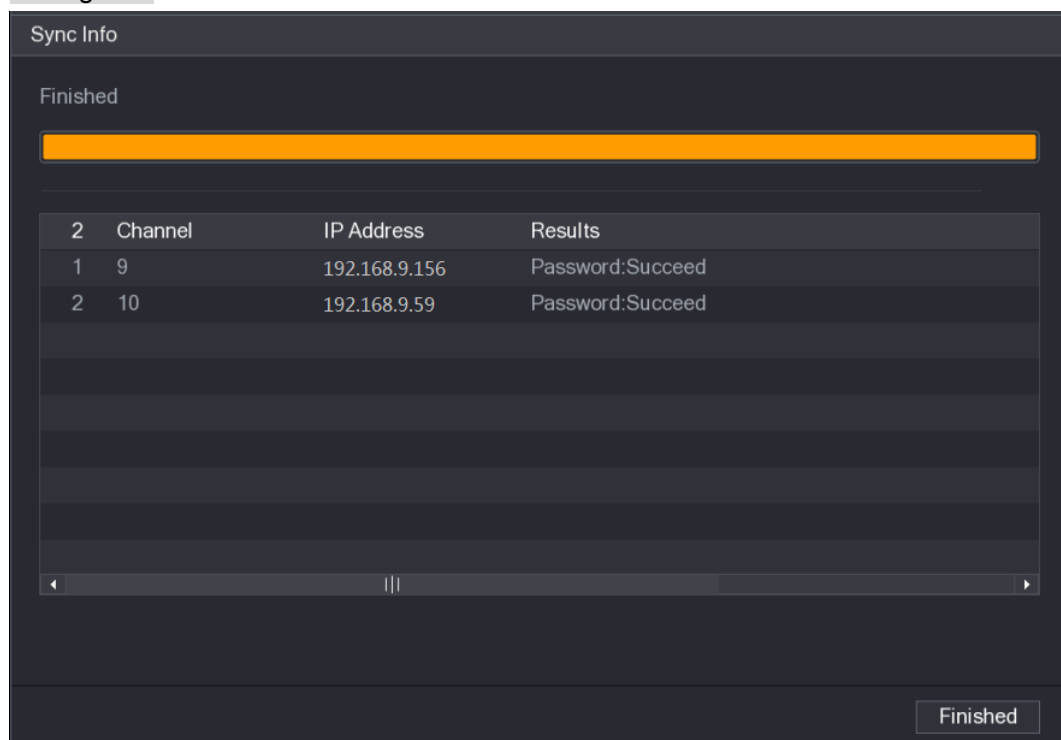 Sync Info
Finished
2 Channel IP Address Results
1 9 192.168.9.156 Password:Succeed
2 10 192.168.9.59 Password:Succeed
Finished